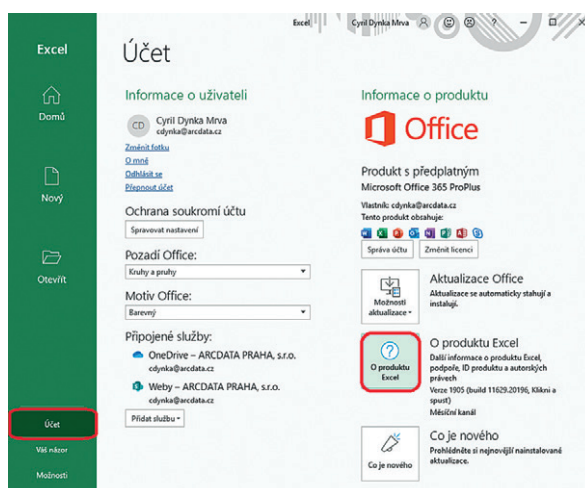 Excel
Cyril Dynka Mrva
?
Excel
Domů
Nový
Otevřít
Účet
Váš názor
Možnosti
Účet
Informace o uživateli
CD
Cyril Dynka Mrva
cdynka@arcdata.cz
Změnit fotku
O mně
Odhlásit se
Přepnout účet
Ochrana soukromí účtu
Spravovat nastavení
Pozadí Office:
Kruhy a pruhy
Motiv Office:
Barevný
Připojené služby:
OneDrive – ARCDATA PRAHA, s.r.o.
cdynka@arcdata.cz
Weby – ARCDATA PRAHA, s.r.o.
cdynka@arcdata.cz
Přidat službu
Informace o produktu
Office
Produkt s předplatným
Microsoft Office 365 ProPlus
Vlastník: cdynka@arcdata.cz
Tento produkt obsahuje:
Správa účtu
Změnit licenci
Možnosti
aktualizace
Aktualizace Office
Aktualizace se automaticky stahují a
instalují.
O produktu
Excel
O produktu Excel
Další informace o produktu Excel,
podpoře, ID produktu a autorských
právech
Verze 1905 (build 11629.20196, Klikni a
spusť)
Měsíční kanál
Co je nového
Co je nového
Prohlédněte si nejnovější nainstalované
aktualizace.